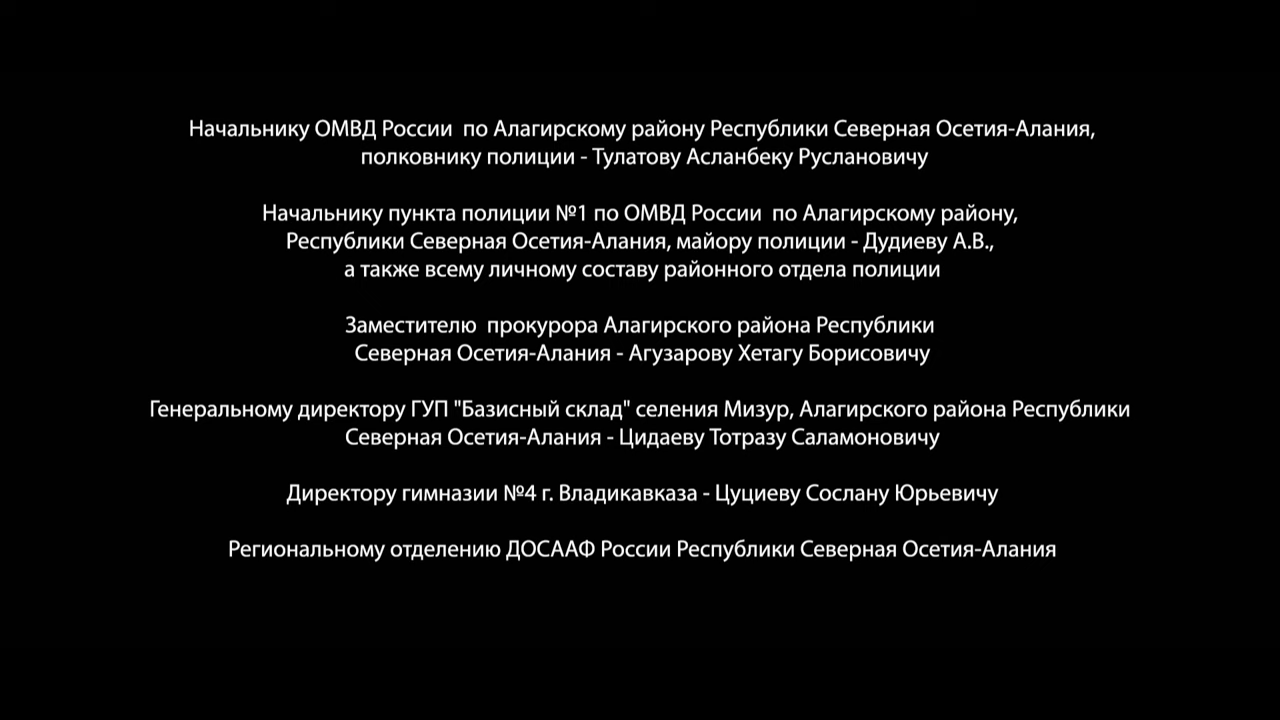 Начальнику ОМВД России  по Алагирскому району Республики Северная Осетия-Алания,
полковнику полиции - Тулатову Асланбеку Руслановичу
Начальнику пункта полиции №1 по ОМВД России  по Алагирскому району,
Республики Северная Осетия-Алания, майору полиции - Дудиеву А.В.,
а также всему личному составу районного отдела полиции
Заместителю  прокурора Алагирского района Республики
Северная Осетия-Алания - Агузарову Хетагу Борисовичу
Генеральному директору ГУП "Базисный склад" селения Мизур, Алагирского района Республики
Северная Осетия-Алания - Цидаеву Тотразу Саламоновичу
Директору гимназии №4 г. Владикавказа - Цуциеву Сослану Юрьевичу
Региональному отделению ДОСААФ России Республики Северная Осетия-Алания